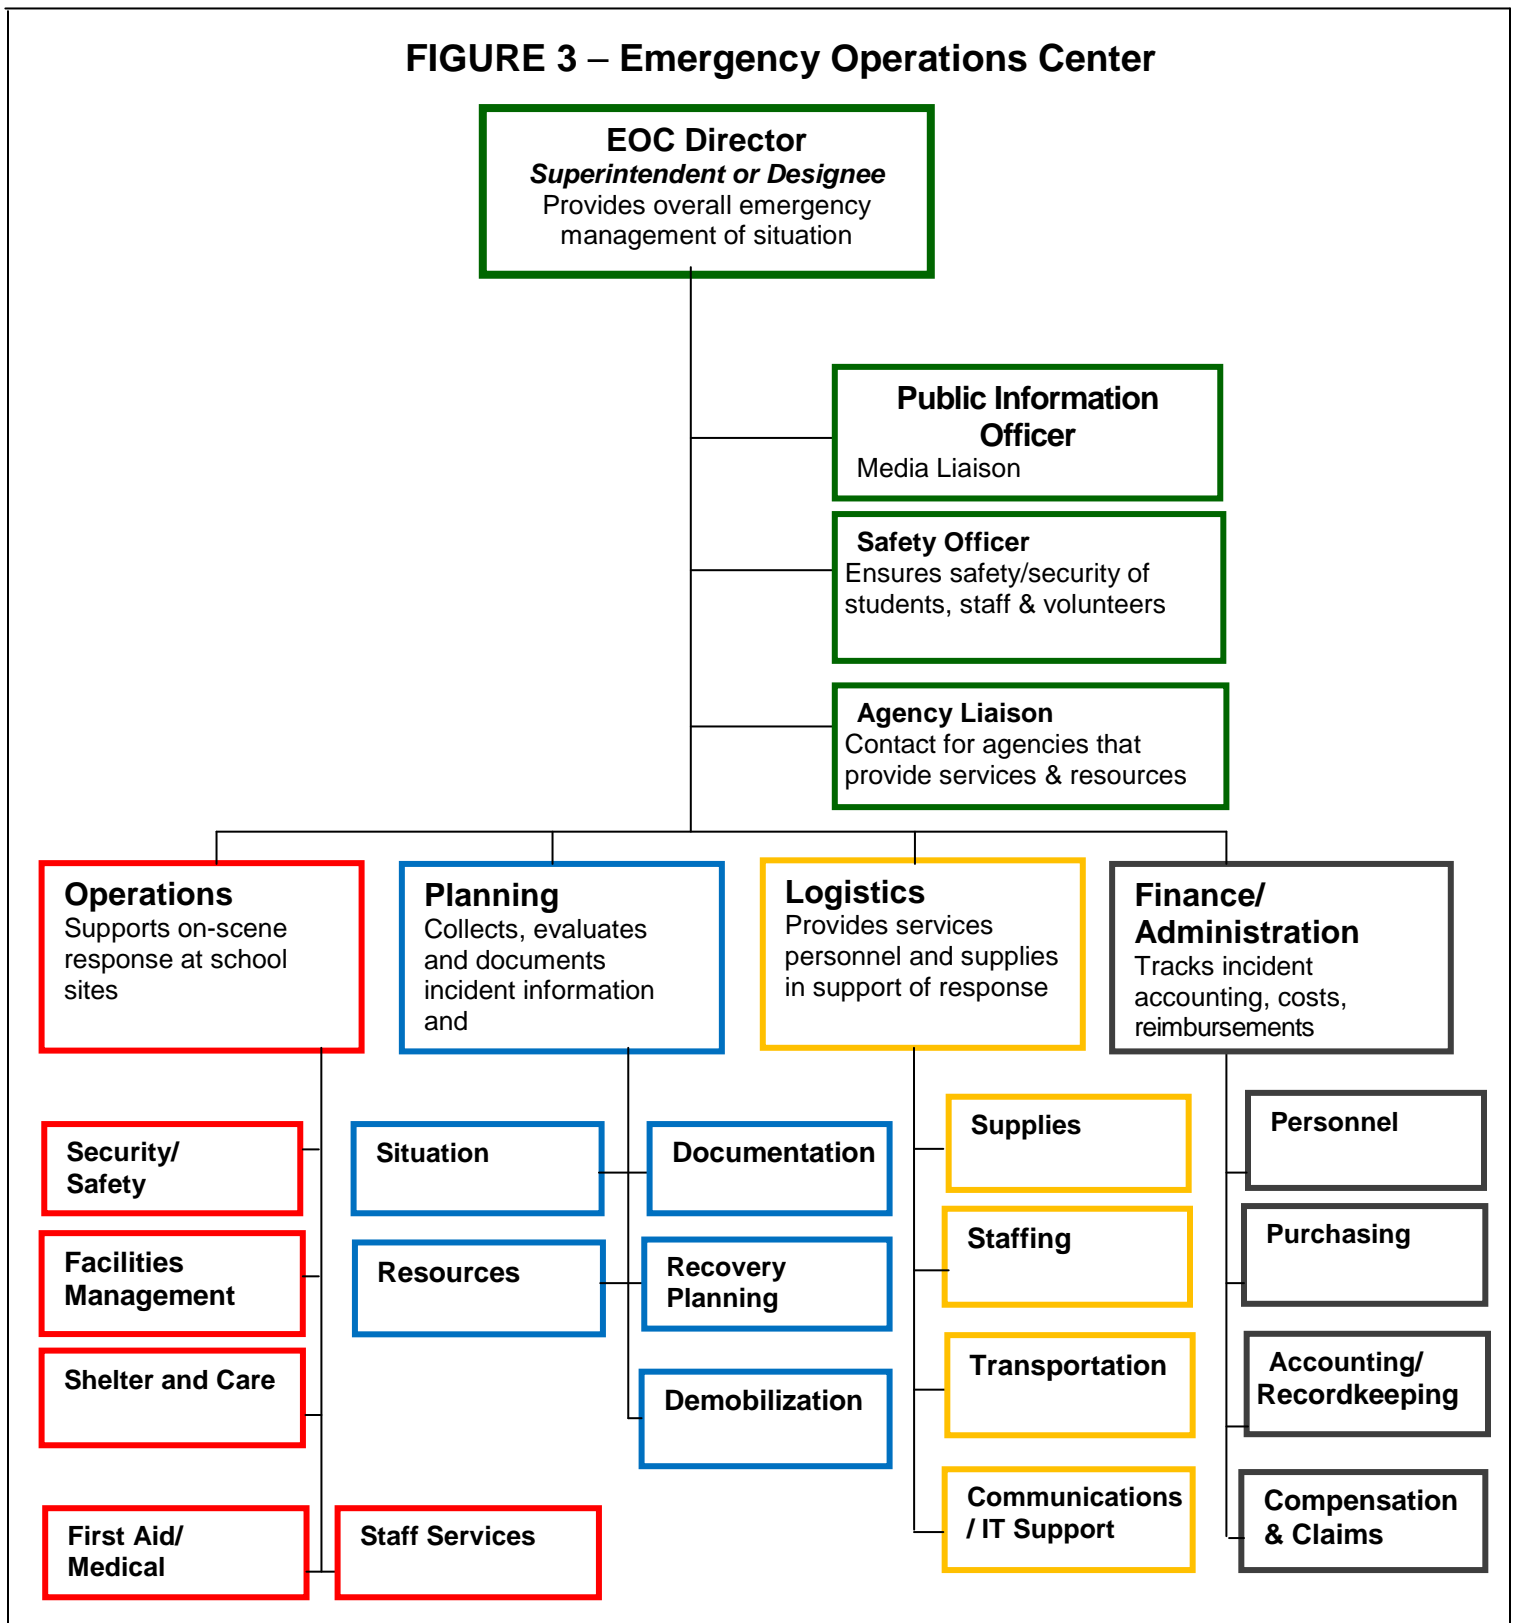 FIGURE 3 – Emergency Operations Center
EOC Director
Superintendent or Designee
Provides overall emergency
management of situation
Public Information
Officer
Media Liaison
Safety Officer
Ensures safety/security of
students, staff & volunteers
Agency Liaison
Contact for agencies that
provide services & resources
Operations
Supports on-scene
response at school
sites
Planning
Collects, evaluates
and documents
incident information
and
Logistics
Provides services
personnel and supplies
in support of response
Finance/
Administration
Tracks incident
accounting, costs,
reimbursements
Security/
Safety
Facilities
Management
Shelter and Care
First Aid/
Medical
Staff Services
Situation
Resources
Documentation
Recovery
Planning
Demobilization
Supplies
Staffing
Transportation
Communications
/ IT Support
Personnel
Purchasing
Accounting/
Recordkeeping
Compensation
& Claims